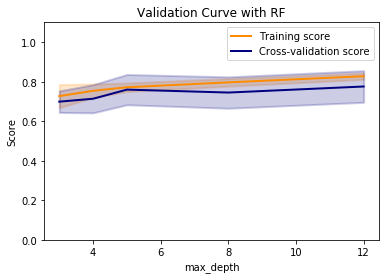 Validation Curve with RF
Training score
Cross-validation score
1.0
0.8
0.6
0.4
0.2
0.0
Score
4
6
8
10
12
max_depth